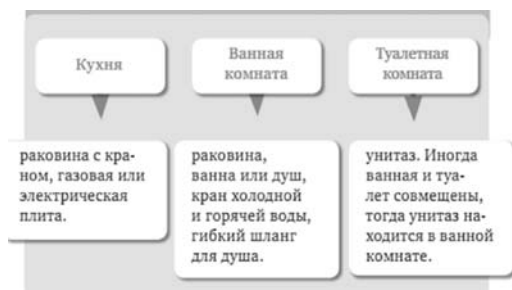 Кухня
Ванная
комната
Туалетная
комната
раковина с кра-
ном, газовая или
электрическая
плита.
раковина,
ванна или душ,
кран холодной
и горячей воды,
гибкий шланг
для душа.
унитаз. Иногда
ванная и туа-
лет совмещены,
тогда унитаз на-
ходится в ванной
комнате.